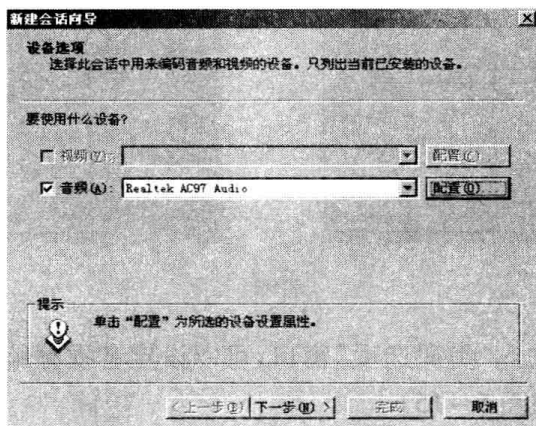 新建会话向导
设备选项
选择此会话中用来编码音频和视频的设备。只列出当前已安装的设备。
要使用什么设备?
视频(V): 配置(C)
音频(A): Realtek AC97 Audio 配置(O)
提示
单击“配置”为所选的设备设置属性。
<上一步(B) 下一步(N) > 完成 取消